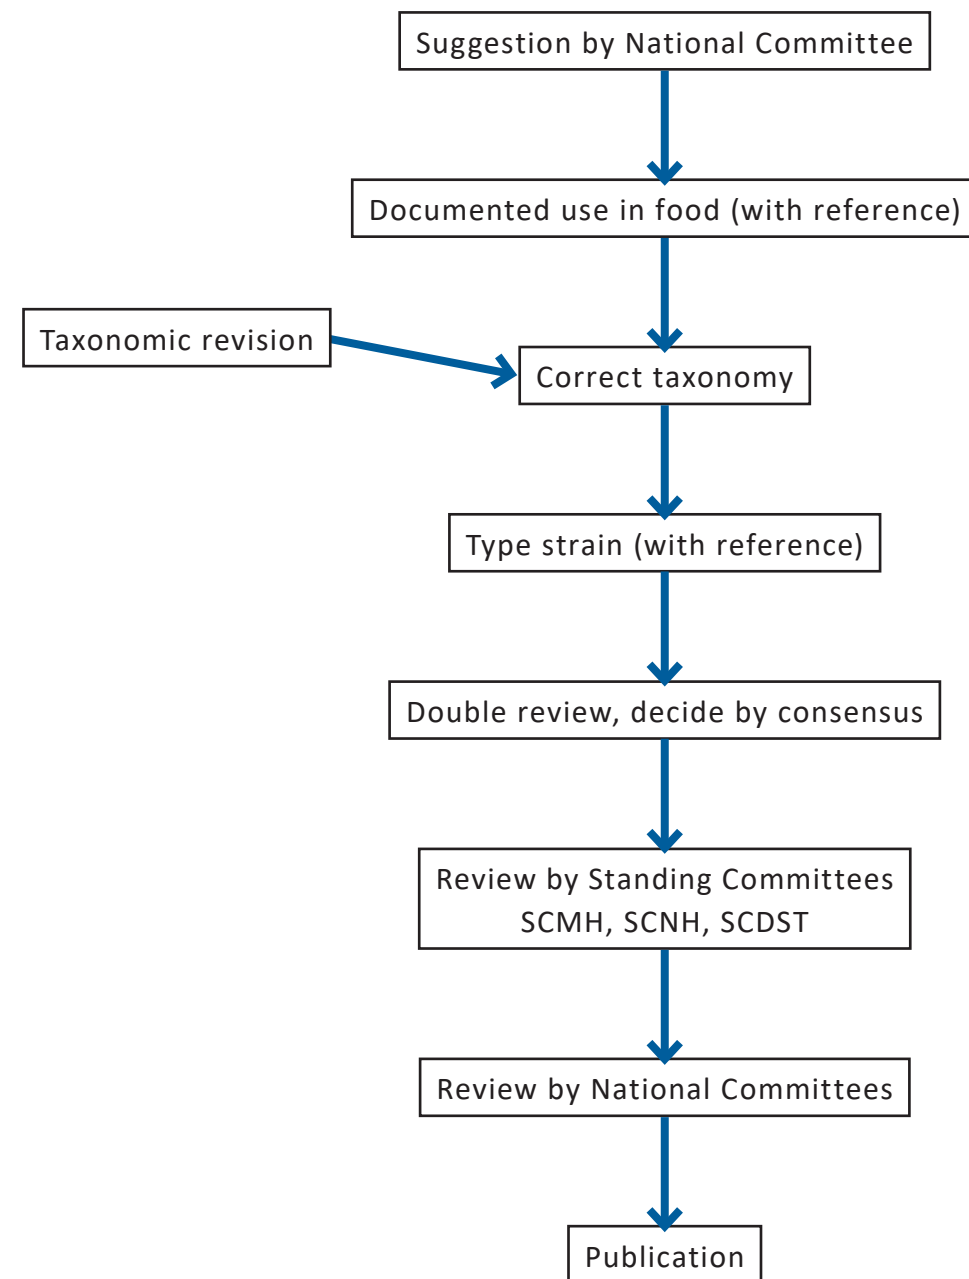 Suggestion by National Committee
Documented use in food (with reference)
Taxonomic revision
Correct taxonomy
Type strain (with reference)
Double review, decide by consensus
Review by Standing Committees
SCMH, SCNH, SCDST
Review by National Committees
Publication